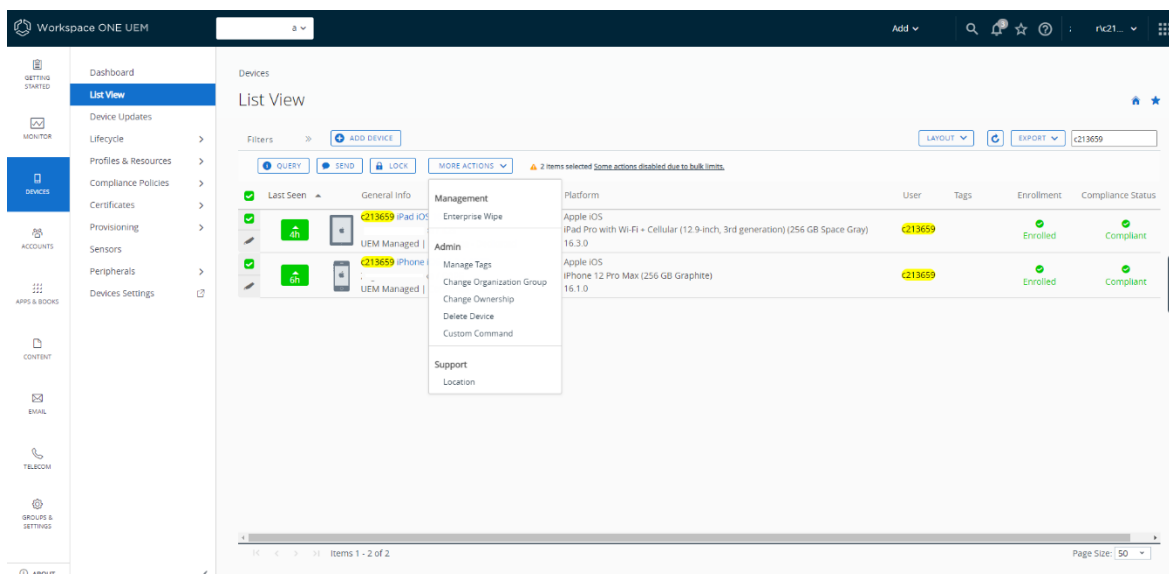 Workspace ONE UEM
a
Add
3
r\c21...
GETTING STARTED
MONITOR
DEVICES
ACCOUNTS
APPS & BOOKS
CONTENT
EMAIL
TELECOM
GROUPS & SETTINGS
ABOUT
Dashboard
List View
Device Updates
Lifecycle
Profiles & Resources
Compliance Policies
Certificates
Provisioning
Sensors
Peripherals
Devices Settings
Devices
List View
Filters
ADD DEVICE
LAYOUT
EXPORT
c213659
QUERY
SEND
LOCK
MORE ACTIONS
2 items selected Some actions disabled due to bulk limits.
Last Seen
General Info
Platform
User
Tags
Enrollment
Compliance Status
4h
c213659 iPad iOS
UEM Managed |
Apple iOS
iPad Pro with Wi-Fi + Cellular (12.9-inch, 3rd generation) (256 GB Space Gray)
16.3.0
c213659
Enrolled
Compliant
6h
c213659 iPhone
UEM Managed |
Apple iOS
iPhone 12 Pro Max (256 GB Graphite)
16.1.0
c213659
Enrolled
Compliant
Management
Enterprise Wipe
Admin
Manage Tags
Change Organization Group
Change Ownership
Delete Device
Custom Command
Support
Location
Items 1 - 2 of 2
Page Size: 50